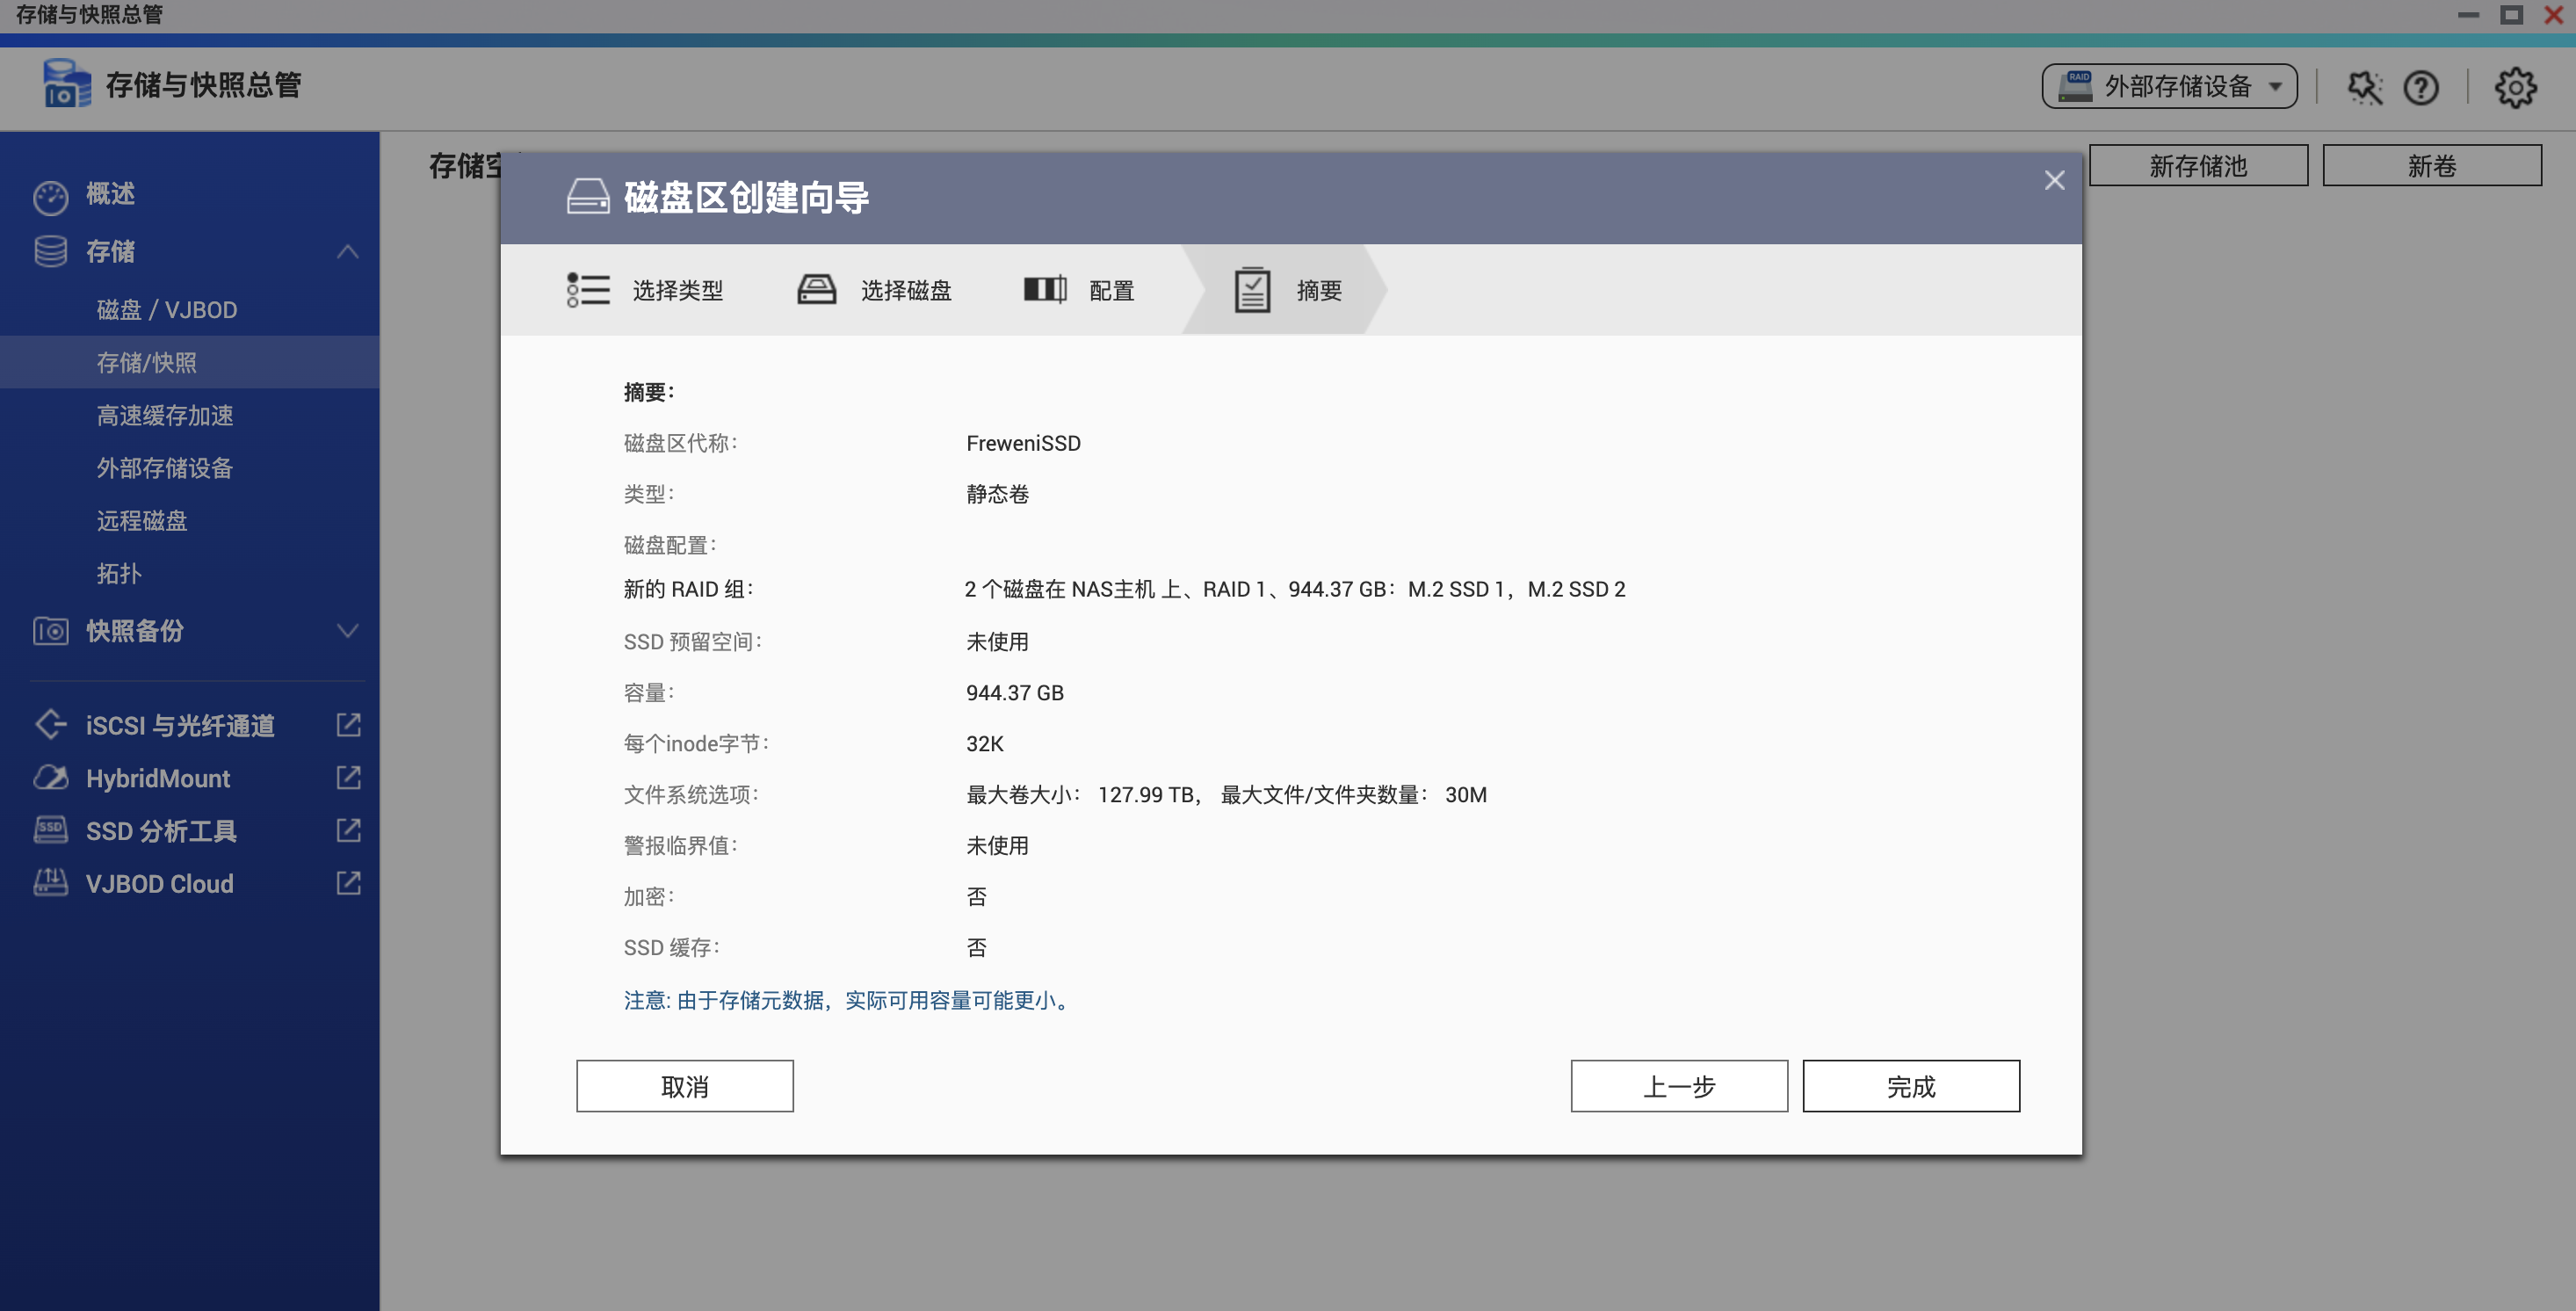 存储与快照总管
存储与快照总管
RAID 外部存储设备
概述
存储
磁盘 / VJBOD
存储/快照
高速缓存加速
外部存储设备
远程磁盘
拓扑
快照备份
iSCSI 与光纤通道
HybridMount
SSD 分析工具
VJBOD Cloud
存储空
新存储池
新卷
磁盘区创建向导
选择类型
选择磁盘
配置
摘要
摘要：
磁盘区代称： FreweniSSD
类型： 静态卷
磁盘配置：
新的 RAID 组： 2 个磁盘在 NAS主机 上、RAID 1、944.37 GB：M.2 SSD 1，M.2 SSD 2
SSD 预留空间： 未使用
容量： 944.37 GB
每个inode字节： 32K
文件系统选项： 最大卷大小： 127.99 TB， 最大文件/文件夹数量： 30M
警报临界值： 未使用
加密： 否
SSD 缓存： 否
注意: 由于存储元数据，实际可用容量可能更小。
取消
上一步
完成